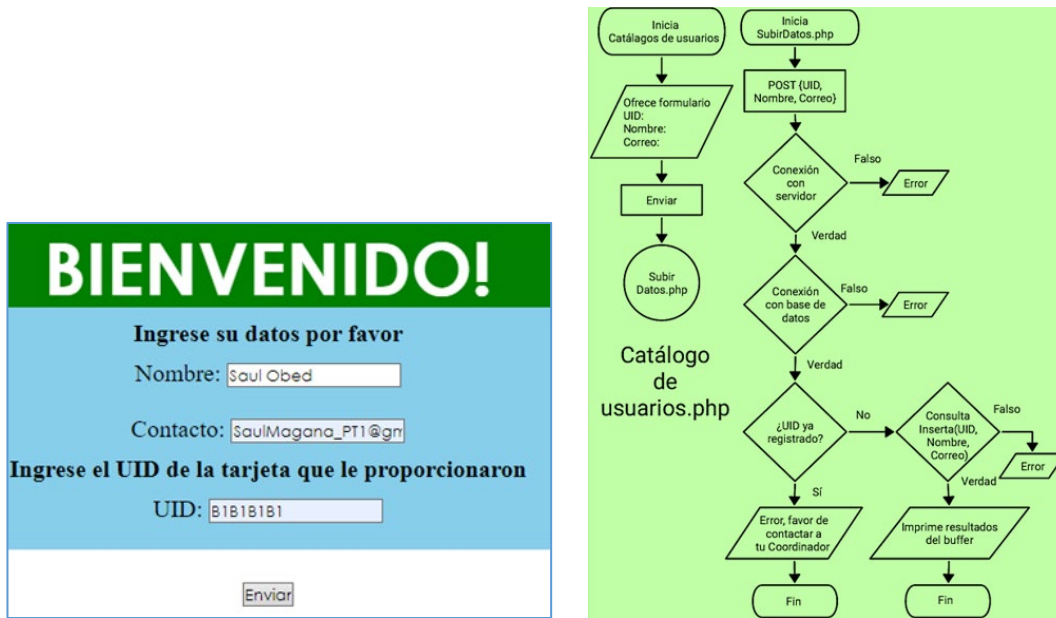 BIENVENIDO!
Ingrese su datos por favor
Nombre: Saul Obed
Contacto: SaulMagana_PT1@gm
Ingrese el UID de la tarjeta que le proporcionaron
UID: B1B1B1B1
Enviar
Inicia
Catálagos de usuarios
Ofrece formulario
UID:
Nombre:
Correo:
Enviar
Subir
Datos.php
Catálogo
de
usuarios.php
Inicia
SubirDatos.php
POST {UID,
Nombre, Correo}
Conexión
con
servidor
Falso
Error
Verdad
Conexión
con base de
datos
Falso
Error
Verdad
¿UID ya
registrado?
No
Consulta
Inserta(UID,
Nombre,
Correo)
Falso
Error
Verdad
Sí
Error, favor de
contactar a
tu Coordinador
Imprime resultados
del buffer
Fin
Fin